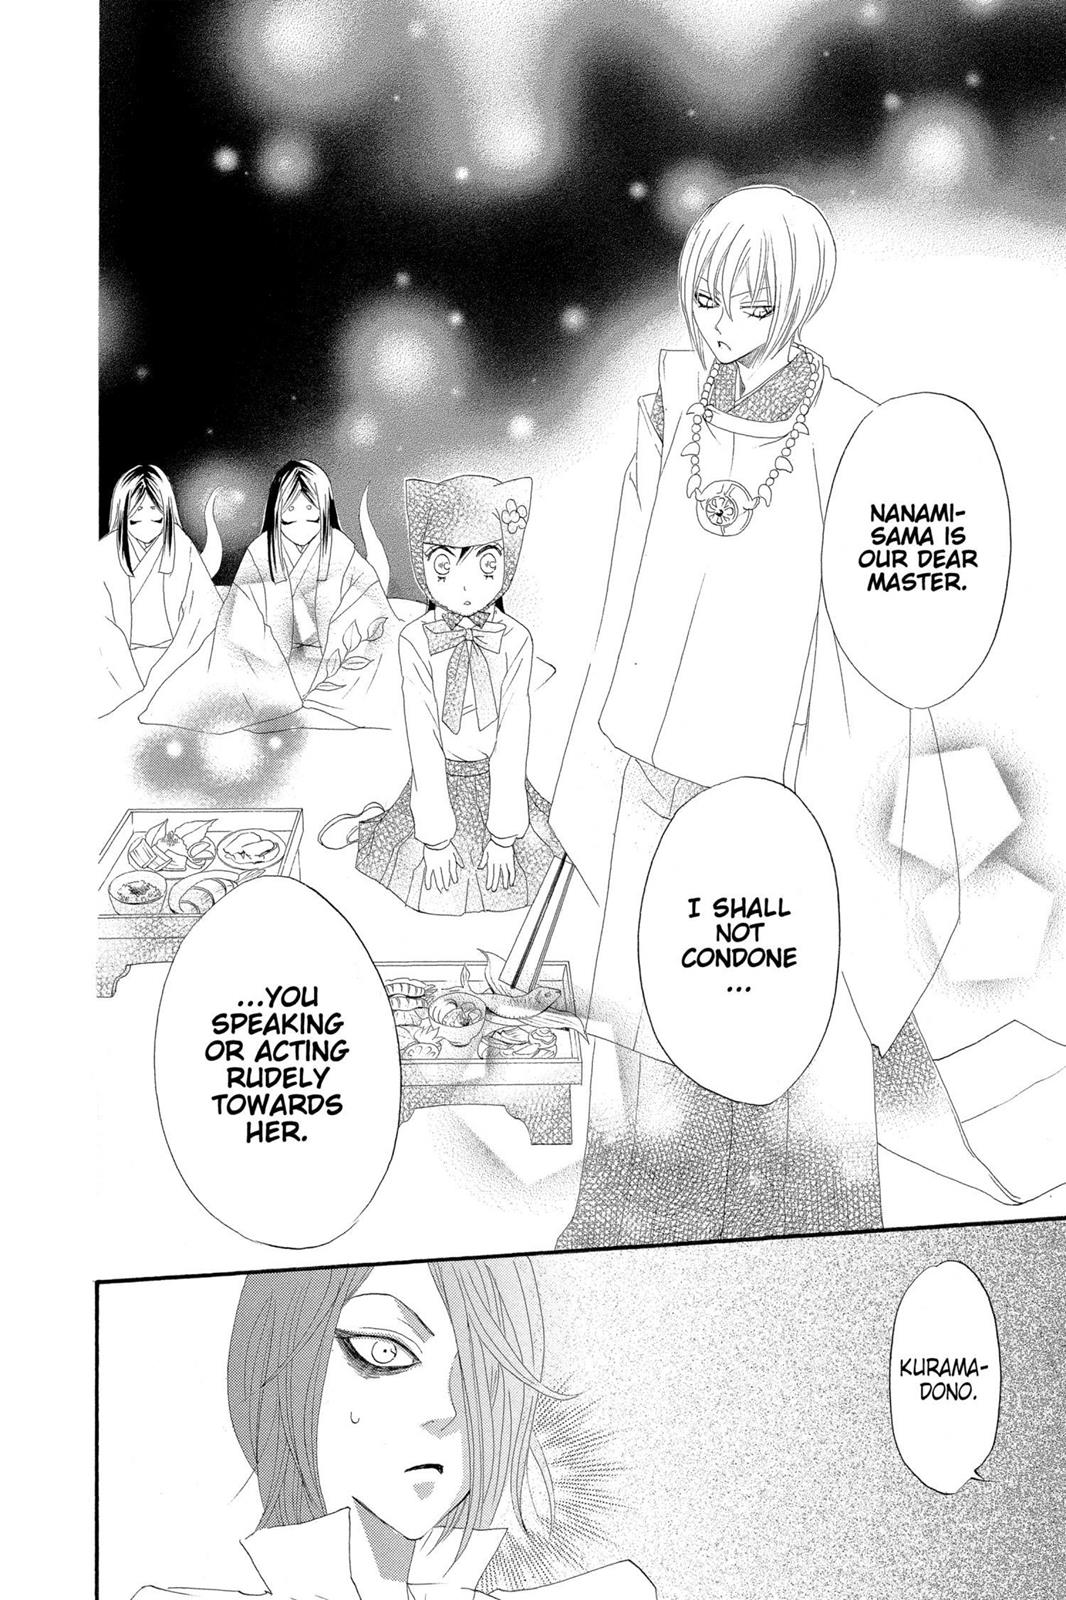 NANAMI-
SAMA IS
OUR DEAR
MASTER.
I SHALL
NOT
CONDONE
...
...YOU
SPEAKING
OR ACTING
RUDELY
TOWARDS
HER.
KURAMA-
DONO.